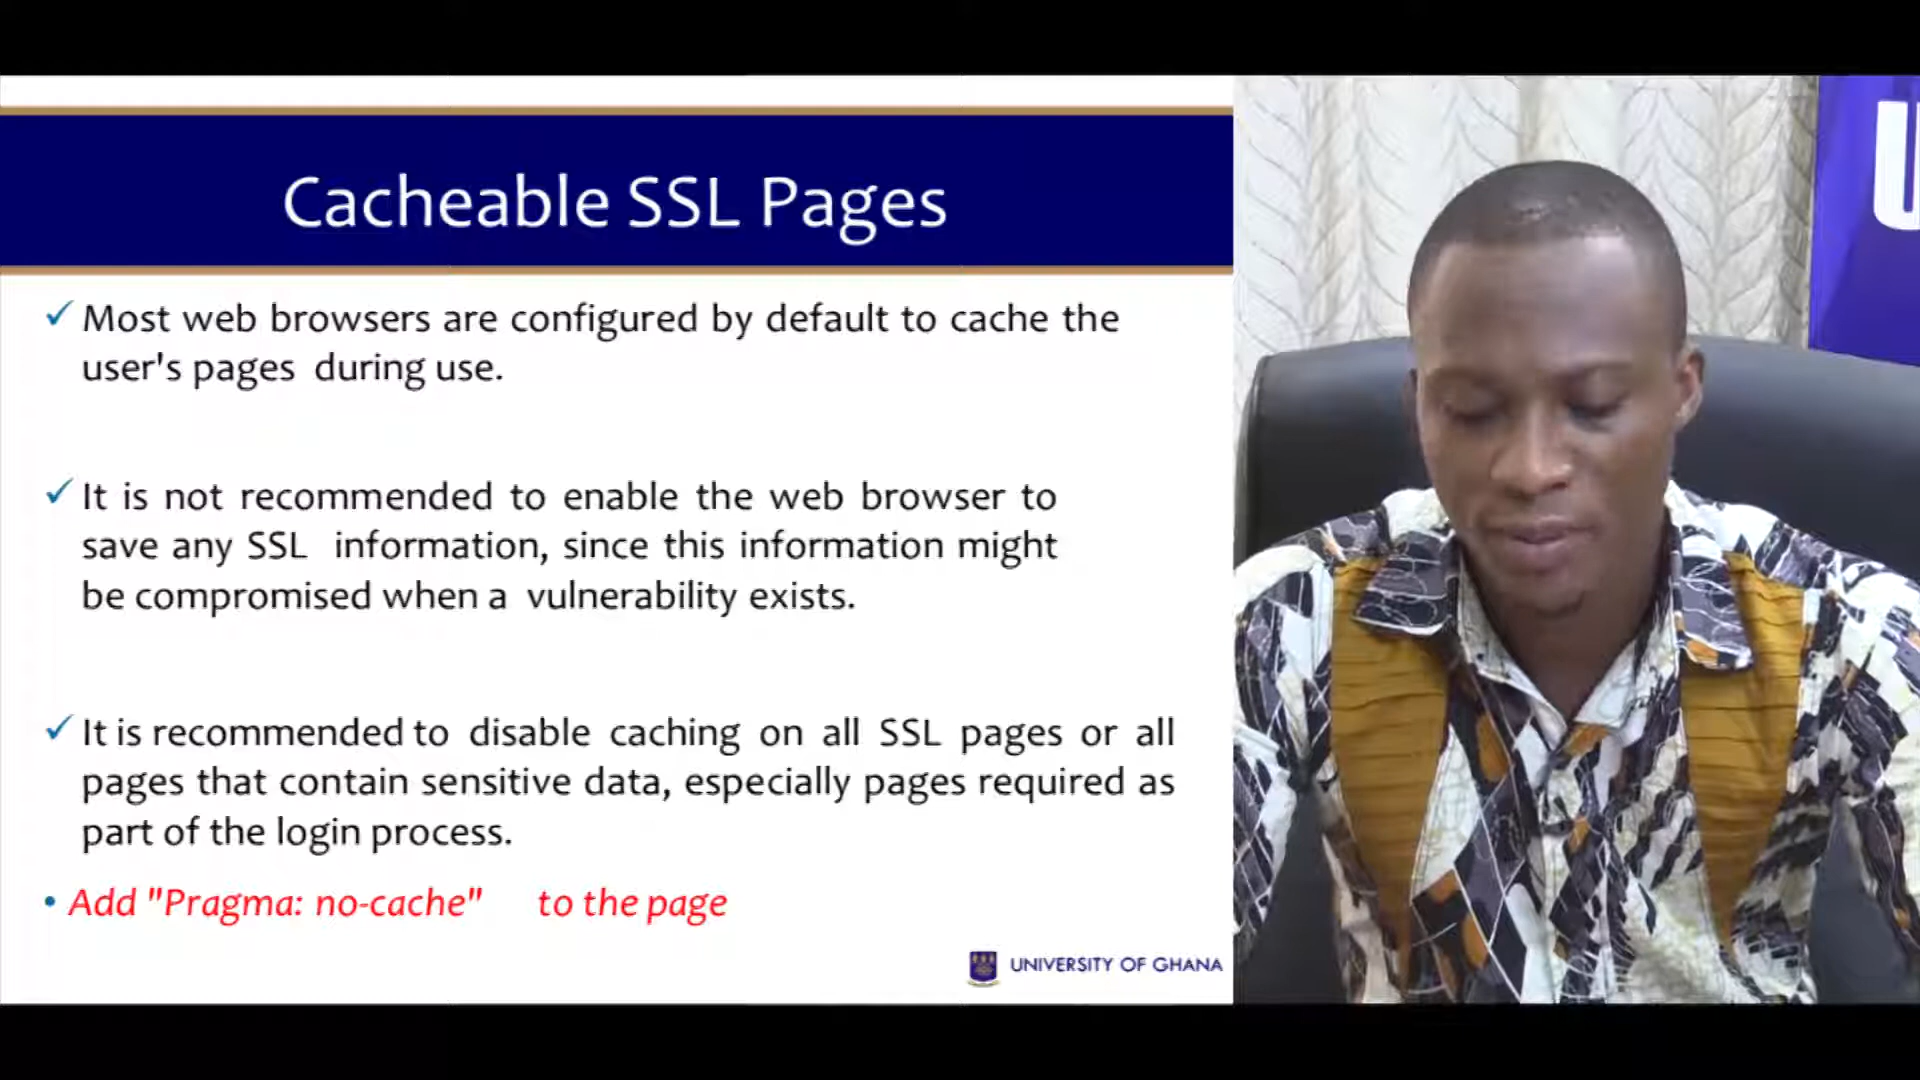 Cacheable SSL Pages
✓ Most web browsers are configured by default to cache the
user's pages during use.
✓ It is not recommended to enable the web browser to
save any SSL information, since this information might
be compromised when a vulnerability exists.
✓ It is recommended to disable caching on all SSL pages or all
pages that contain sensitive data, especially pages required as
part of the login process.
• Add "Pragma: no-cache" to the page
UNIVERSITY OF GHANA
U